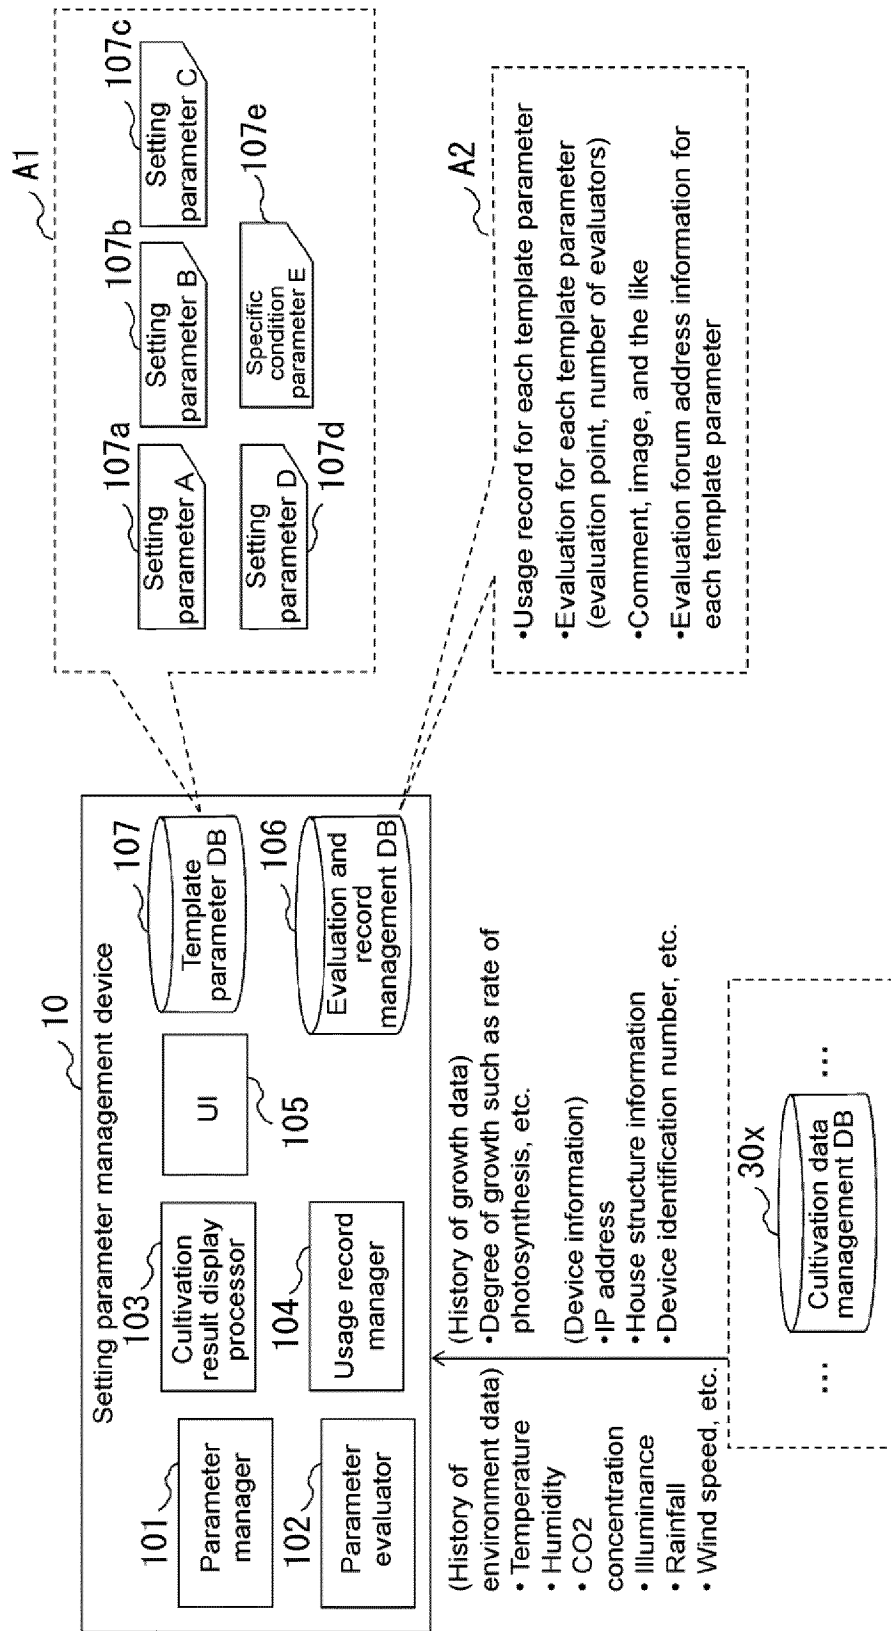 10
Setting parameter management device
101
Parameter
manager
102
Parameter
evaluator
103
Cultivation
result display
processor
104
Usage record
manager
UI
105
107
Template
parameter DB
106
Evaluation and
record
management DB
A1
107a
Setting
parameter A
107b
Setting
parameter B
107c
Setting
parameter C
Setting
parameter D
107d
Specific
condition
parameter E
107e
A2
•Usage record for each template parameter
•Evaluation for each template parameter
(evaluation point, number of evaluators)
•Comment, image, and the like
•Evaluation forum address information for
each template parameter
(History of
environment data)
• Temperature
• Humidity
• CO2
concentration
• Illuminance
• Rainfall
• Wind speed, etc.
(History of growth data)
•Degree of growth such as rate of
photosynthesis, etc.
(Device information)
•IP address
•House structure information
•Device identification number, etc.
30x
...
Cultivation data
management DB
...